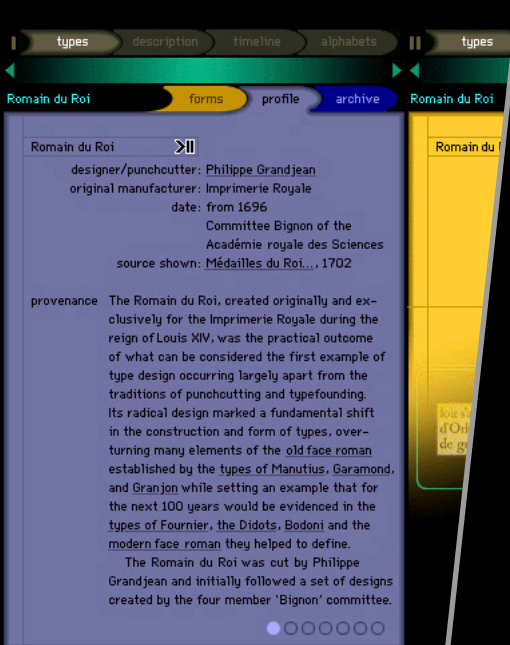 types description timeline alphabets types
Romain du Roi forms profile archive Romain du Roi
Romain du Roi
designer/punchcutter: Philippe Grandjean
original manufacturer: Imprimerie Royale
date: from 1696
Committee Bignon of the
Académie royale des Sciences
source shown: Médailles du Roi..., 1702
provenance The Romain du Roi, created originally and ex-
clusively for the Imprimerie Royale during the
reign of Louis XIV, was the practical outcome
of what can be considered the first example of
type design occurring largely apart from the
traditions of punchcutting and typefounding.
Its radical design marked a fundamental shift
in the construction and form of types, over-
turning many elements of the old face roman
established by the types of Manutius, Garamond,
and Granjon while setting an example that for
the next 100 years would be evidenced in the
types of Fournier, the Didots, Bodoni and the
modern face roman they helped to define.
The Romain du Roi was cut by Philippe
Grandjean and initially followed a set of designs
created by the four member 'Bignon' committee.
Romain du
d'Orl
de g